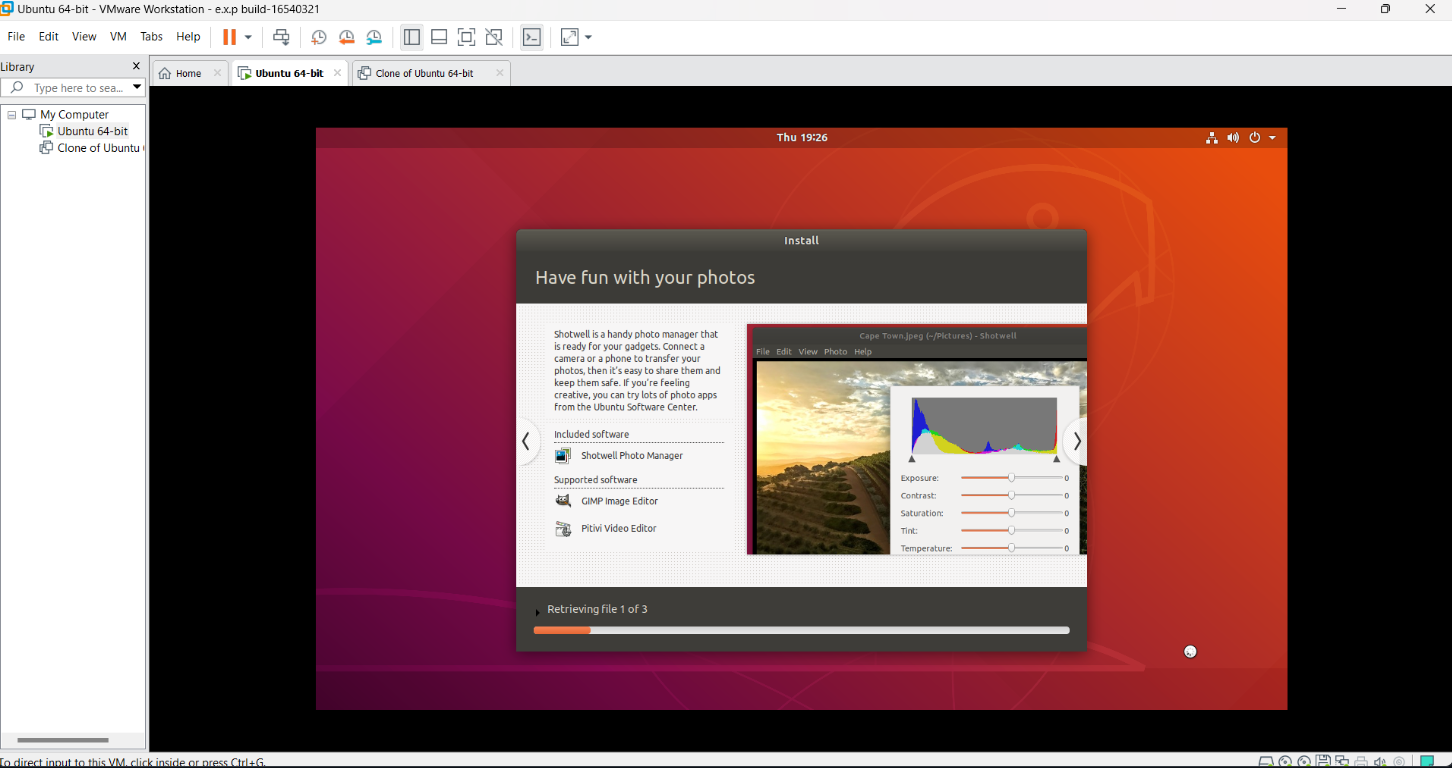 Ubuntu 64-bit - VMware Workstation - e.x.p build-16540321
File Edit View VM Tabs Help
Library
Type here to sea...
Home
Ubuntu 64-bit
Clone of Ubuntu 64-bit
My Computer
Ubuntu 64-bit
Clone of Ubuntu
Thu 19:26
Install
Have fun with your photos
Shotwell is a handy photo manager that
is ready for your gadgets. Connect a
camera or a phone to transfer your
photos, then it's easy to share them and
keep them safe. If you're feeling
creative, you can try lots of photo apps
from the Ubuntu Software Center.
Included software
Shotwell Photo Manager
Supported software
GIMP Image Editor
Pitivi Video Editor
Cape Town.jpeg (~/Pictures) - Shotwell
File Edit View Photo Help
Exposure: 0
Contrast: 0
Saturation: 0
Tint: 0
Temperature: 0
Retrieving file 1 of 3
To direct input to this VM, click inside or press Ctrl+G.